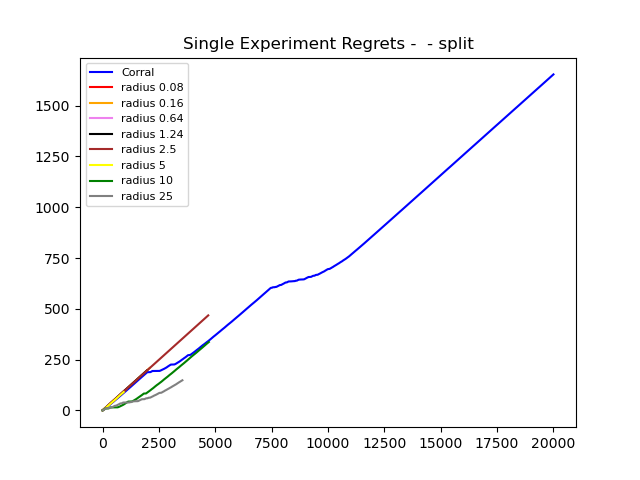 Single Experiment Regrets -  - split
Corral
radius 0.08
radius 0.16
radius 0.64
radius 1.24
radius 2.5
radius 5
radius 10
radius 25
1500
1250
1000
750
500
250
0
0 2500 5000 7500 10000 12500 15000 17500 20000